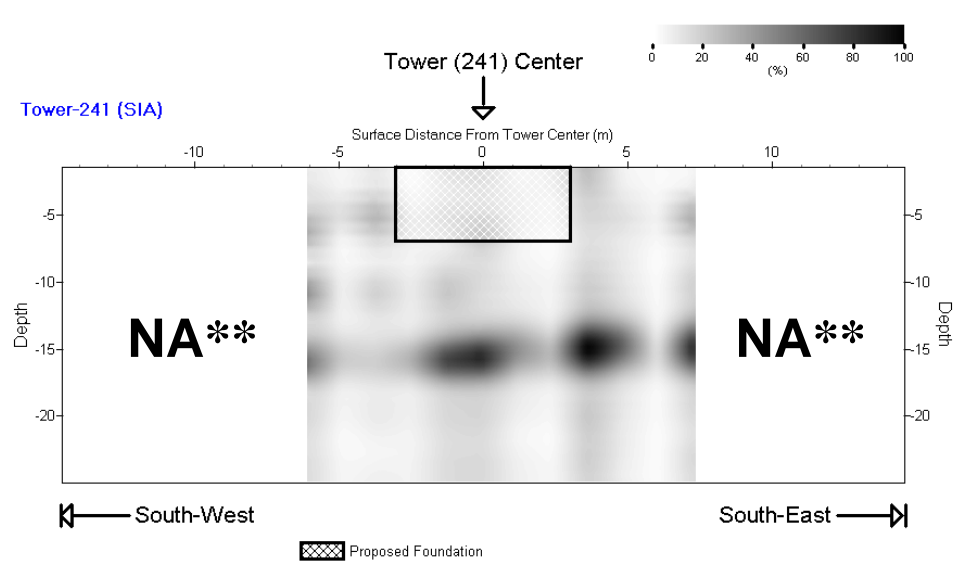 0 20 40 60 80 100
(%)
Tower (241) Center
Tower-241 (SIA)
Surface Distance From Tower Center (m)
-10 -5 0 5 10
-5 -5
-10 -10
Depth NA** NA** Depth
-15 -15
-20 -20
South-West South-East
Proposed Foundation